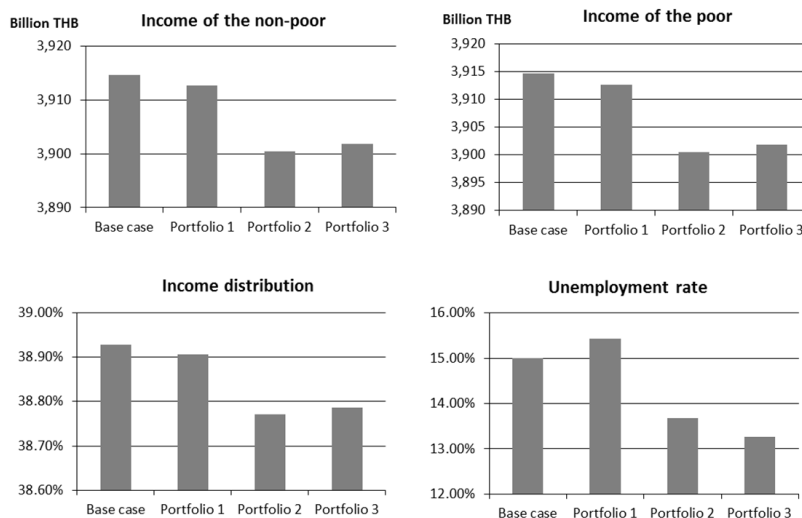 Income of the non-poor
Billion THB
3,920
3,910
3,900
3,890
Base case Portfolio 1 Portfolio 2 Portfolio 3
Income of the poor
Billion THB
3,920
3,915
3,910
3,905
3,900
3,895
3,890
Base case Portfolio 1 Portfolio 2 Portfolio 3
Income distribution
39.00%
38.90%
38.80%
38.70%
38.60%
Base case Portfolio 1 Portfolio 2 Portfolio 3
Unemployment rate
16.00%
15.00%
14.00%
13.00%
12.00%
Base case Portfolio 1 Portfolio 2 Portfolio 3